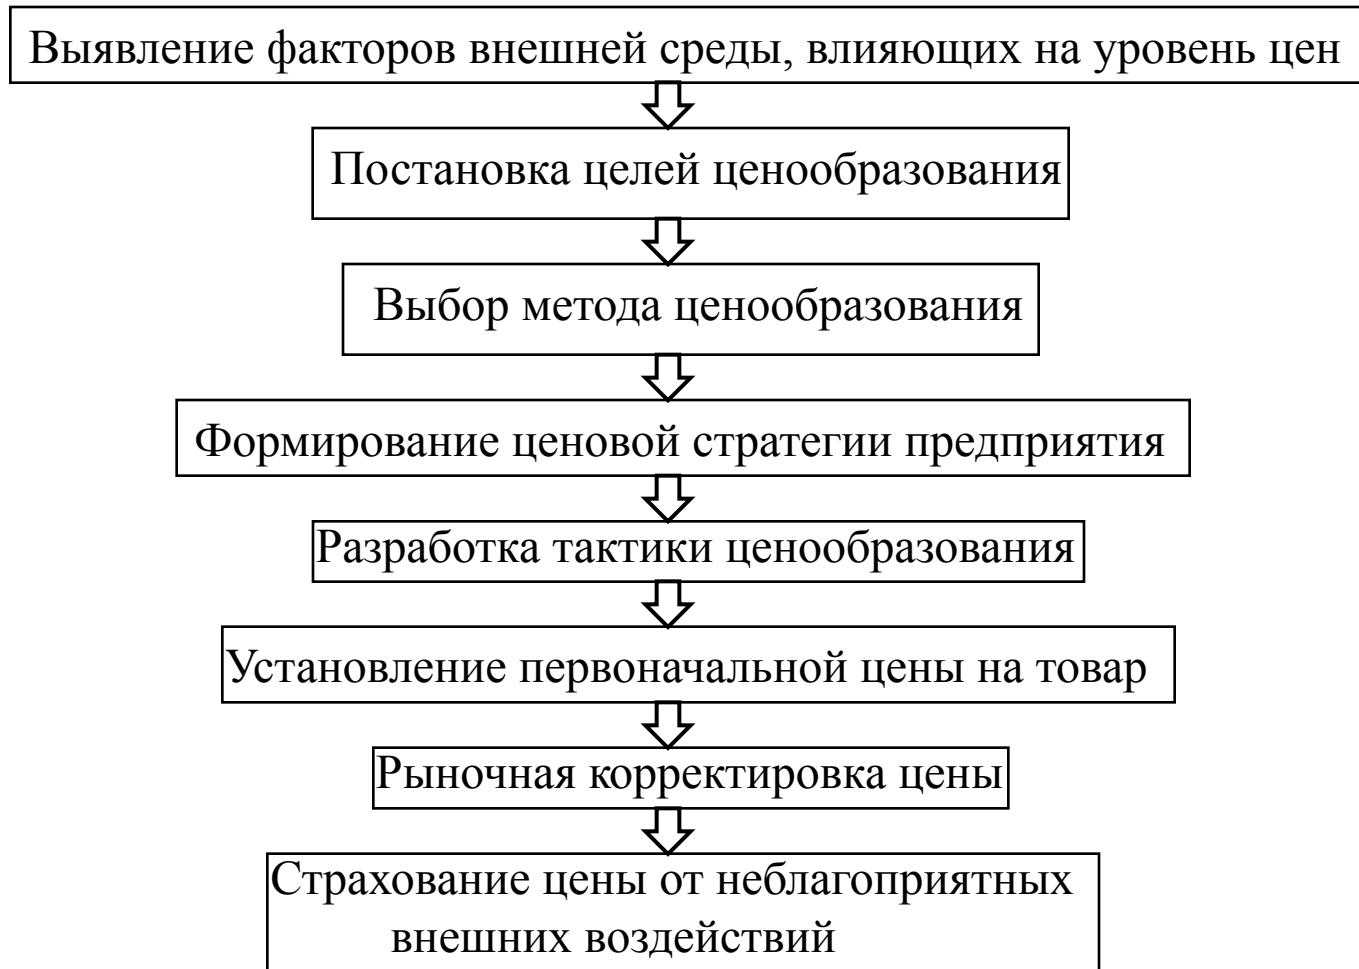 Выявление факторов внешней среды, влияющих на уровень цен
Постановка целей ценообразования
Выбор метода ценообразования
Формирование ценовой стратегии предприятия
Разработка тактики ценообразования
Установление первоначальной цены на товар
Рыночная корректировка цены
Страхование цены от неблагоприятных
внешних воздействий